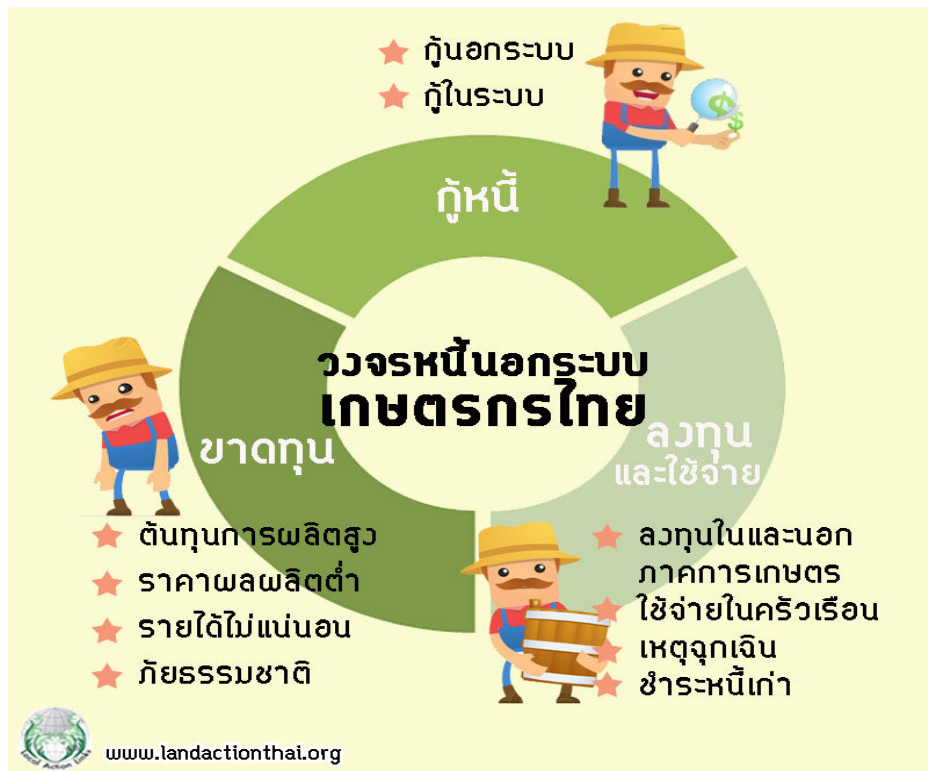 กู้นอกระบบ
กู้ในระบบ
กู้หนี้
วงจรหนี้นอกระบบ
เกษตรกรไทย
ลงทุน
และใช้จ่าย
ลงทุนในและนอก
ภาคการเกษตร
ใช้จ่ายในครัวเรือน
เหตุฉุกเฉิน
ชำระหนี้เก่า
ขาดทุน
ต้นทุนการผลิตสูง
ราคาผลผลิตต่ำ
รายได้ไม่แน่นอน
ภัยธรรมชาติ
Local Action Links
www.landactionthai.org